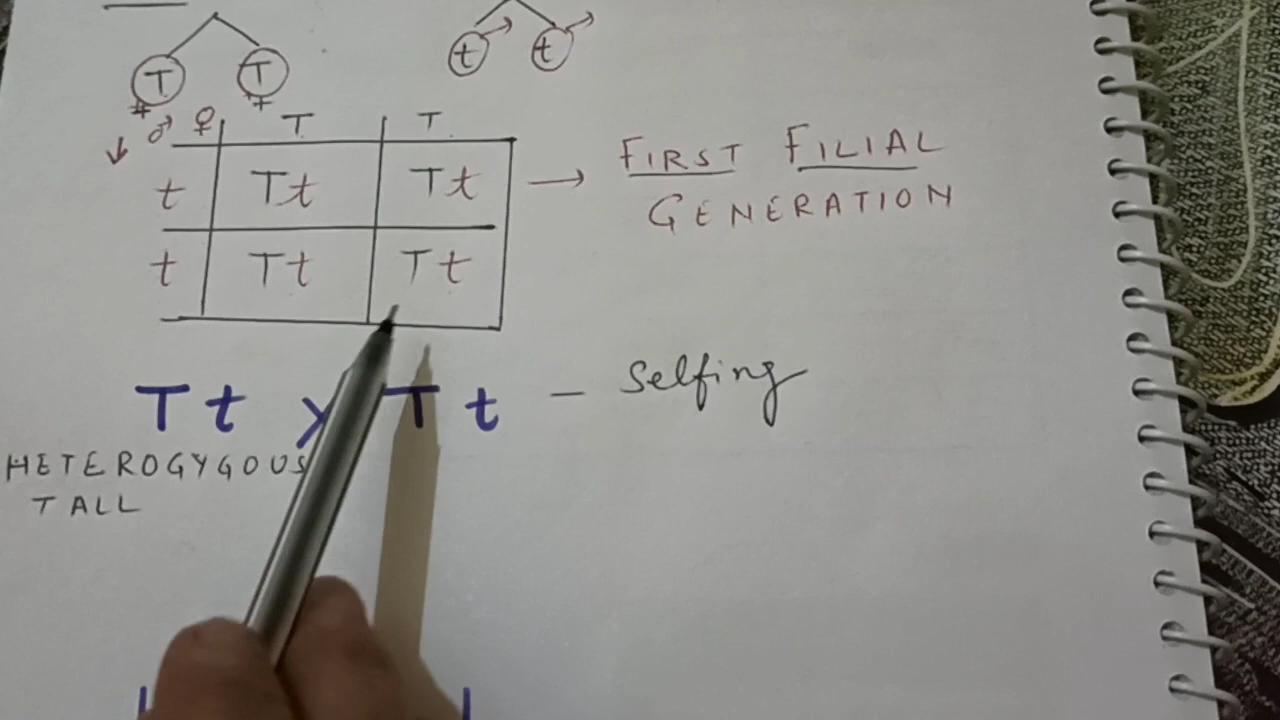 T T t t
♂ ♀ T T
t Tt Tt → FIRST FILIAL
GENERATION
t Tt Tt
Tt x Tt – Selfing
HETEROGYGOUS
TALL